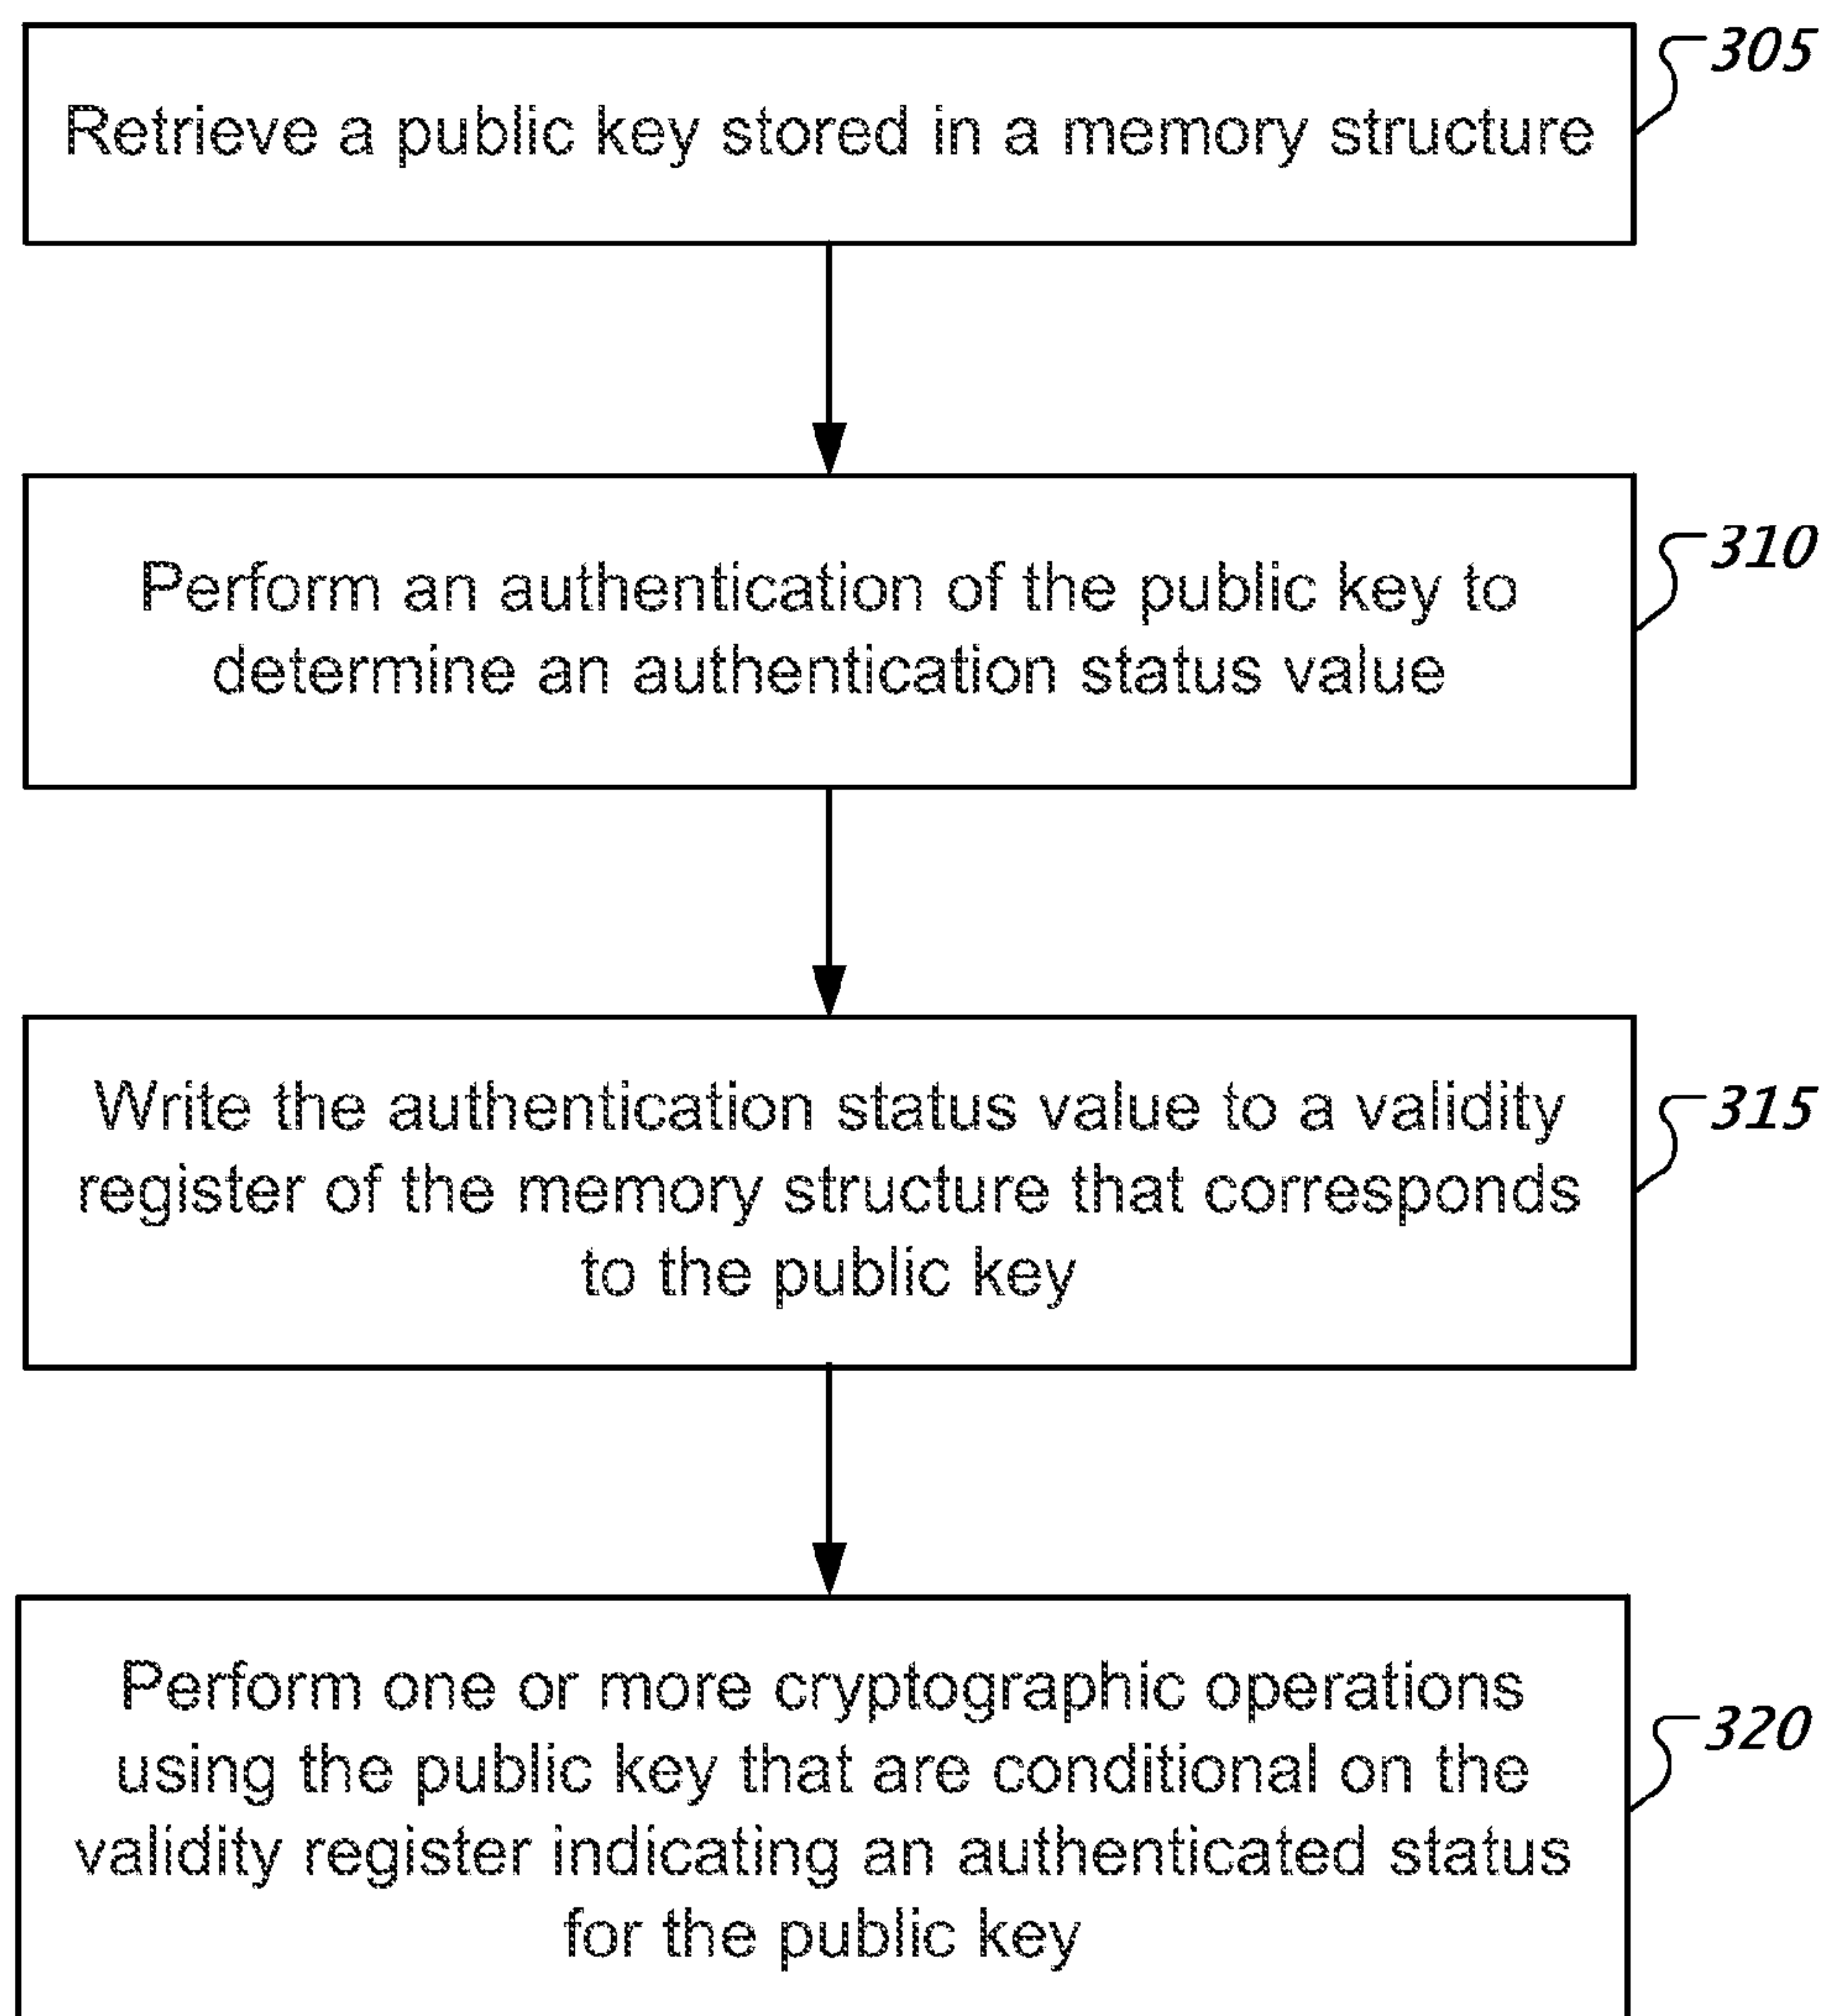 305
Retrieve a public key stored in a memory structure
310
Perform an authentication of the public key to
determine an authentication status value
315
Write the authentication status value to a validity
register of the memory structure that corresponds
to the public key
320
Perform one or more cryptographic operations
using the public key that are conditional on the
validity register indicating an authenticated status
for the public key